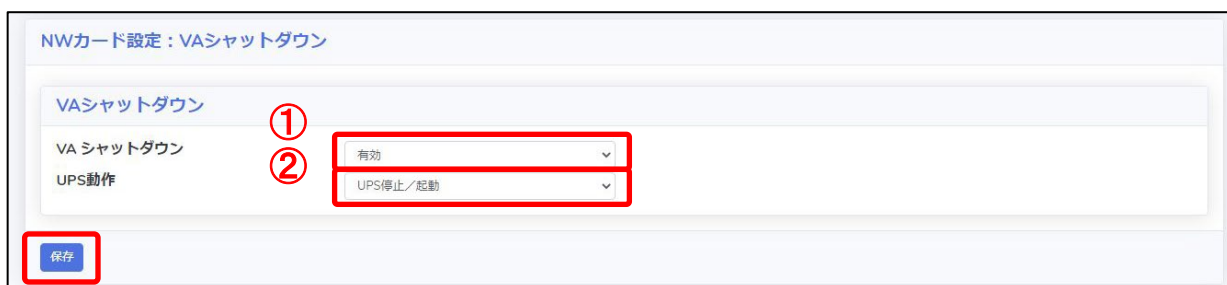 NWカード設定：VAシャットダウン
VAシャットダウン
①
VA シャットダウン 有効
②
UPS動作 UPS停止／起動
保存